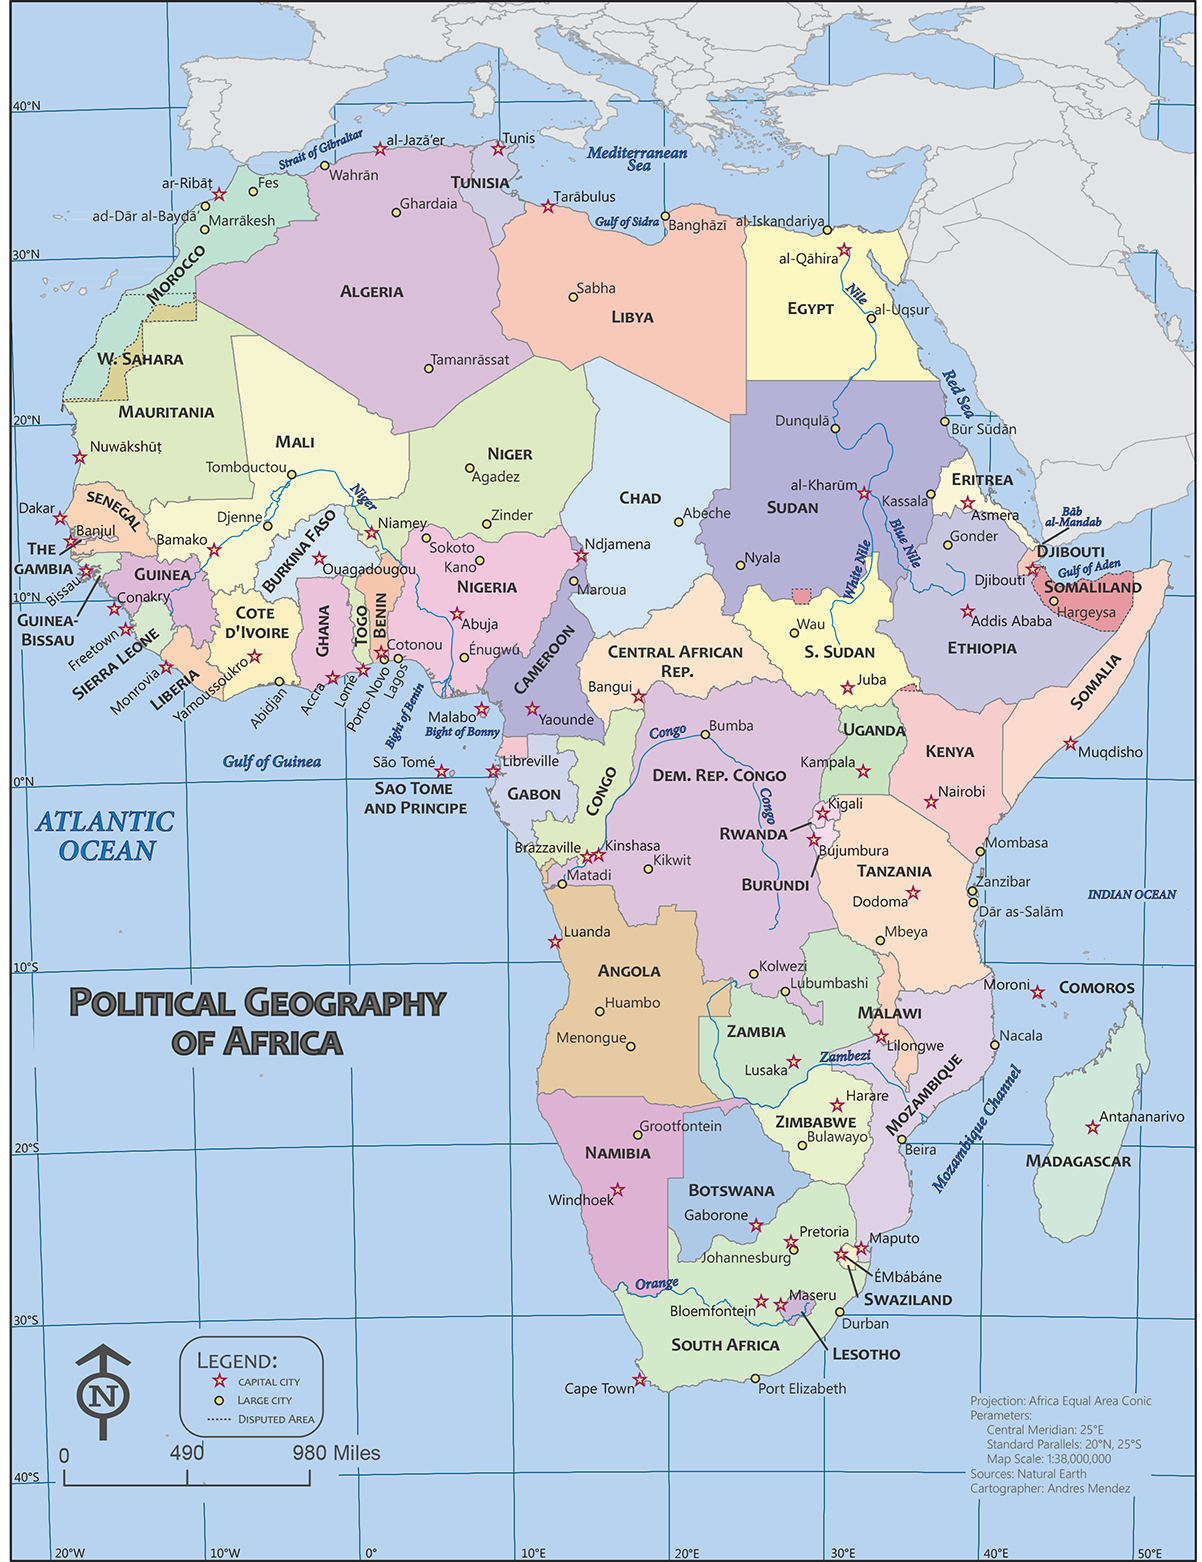 40°N
30°N
20°N
10°N
0°N
10°S
20°S
30°S
40°S
20°W
10°W
0°
10°E
20°E
30°E
40°E
50°E
Strait of Gibraltar
al-Jazā'er
Tunis
Mediterranean
Sea
Wahrān
TUNISIA
ar-Ribāṭ
Fes
Ghardaia
Tarābulus
ad-Dār al-Bayḍā'
Marrākesh
Gulf of Sidra
Banghāzī
al-Iskandariya
al-Qāhira
MOROCCO
ALGERIA
Sabha
LIBYA
EGYPT
Nile
al-Uqṣur
W. SAHARA
Tamanrāssat
Red Sea
MAURITANIA
Nuwākshūṭ
MALI
Tombouctou
NIGER
Agadez
Dunqulā
Būr Sūdān
Niger
CHAD
al-Kharūm
Kassala
ERITREA
Asmera
SUDAN
Dakar
SENEGAL
Banjul
THE
GAMBIA
Djenne
Bamako
BURKINA FASO
Niamey
Zinder
Abeche
Blue Nile
White Nile
Gonder
Bāb
al-Mandab
DJIBOUTI
Djibouti
Gulf of Aden
SOMALILAND
Hargeysa
Bissau
GUINEA-
BISSAU
GUINEA
Conakry
Ouagadougou
Sokoto
Kano
NIGERIA
Ndjamena
Maroua
Nyala
Freetown
SIERRA LEONE
COTE
D'IVOIRE
GHANA
TOGO
BENIN
Cotonou
Abuja
Énugwú
CAMEROON
CENTRAL AFRICAN
REP.
Wau
S. SUDAN
Juba
Addis Ababa
ETHIOPIA
SOMALIA
Monrovia
LIBERIA
Yamoussoukro
Abidjan
Accra
Lome
Porto-Novo
Lagos
Bight of Benin
Malabo
Bight of Bonny
Yaounde
Bangui
Gulf of Guinea
São Tomé
SAO TOME
AND PRINCIPE
Libreville
GABON
CONGO
Congo
Bumba
DEM. REP. CONGO
Congo
UGANDA
Kampala
KENYA
Nairobi
Muqdisho
ATLANTIC
OCEAN
Brazzaville
Kinshasa
Kikwit
Matadi
Kigali
RWANDA
Bujumbura
BURUNDI
TANZANIA
Dodoma
Mombasa
Zanzibar
Dār as-Salām
INDIAN OCEAN
Mbeya
Luanda
ANGOLA
Huambo
Menongue
Kolwezi
Lubumbashi
ZAMBIA
Lusaka
MALAWI
Lilongwe
Moroni
COMOROS
Nacala
Zambezi
POLITICAL GEOGRAPHY
OF AFRICA
MOZAMBIQUE
Mozambique Channel
Harare
ZIMBABWE
Bulawayo
Beira
Antananarivo
MADAGASCAR
Grootfontein
NAMIBIA
Windhoek
BOTSWANA
Gaborone
Pretoria
Johannesburg
Maputo
ÉMbábáne
SWAZILAND
Orange
Bloemfontein
Maseru
Durban
LESOTHO
SOUTH AFRICA
Cape Town
Port Elizabeth
N
LEGEND:
CAPITAL CITY
LARGE CITY
DISPUTED AREA
0 490 980 Miles
Projection: Africa Equal Area Conic
Perameters:
Central Meridian: 25°E
Standard Parallels: 20°N, 25°S
Map Scale: 1:38,000,000
Sources: Natural Earth
Cartographer: Andres Mendez